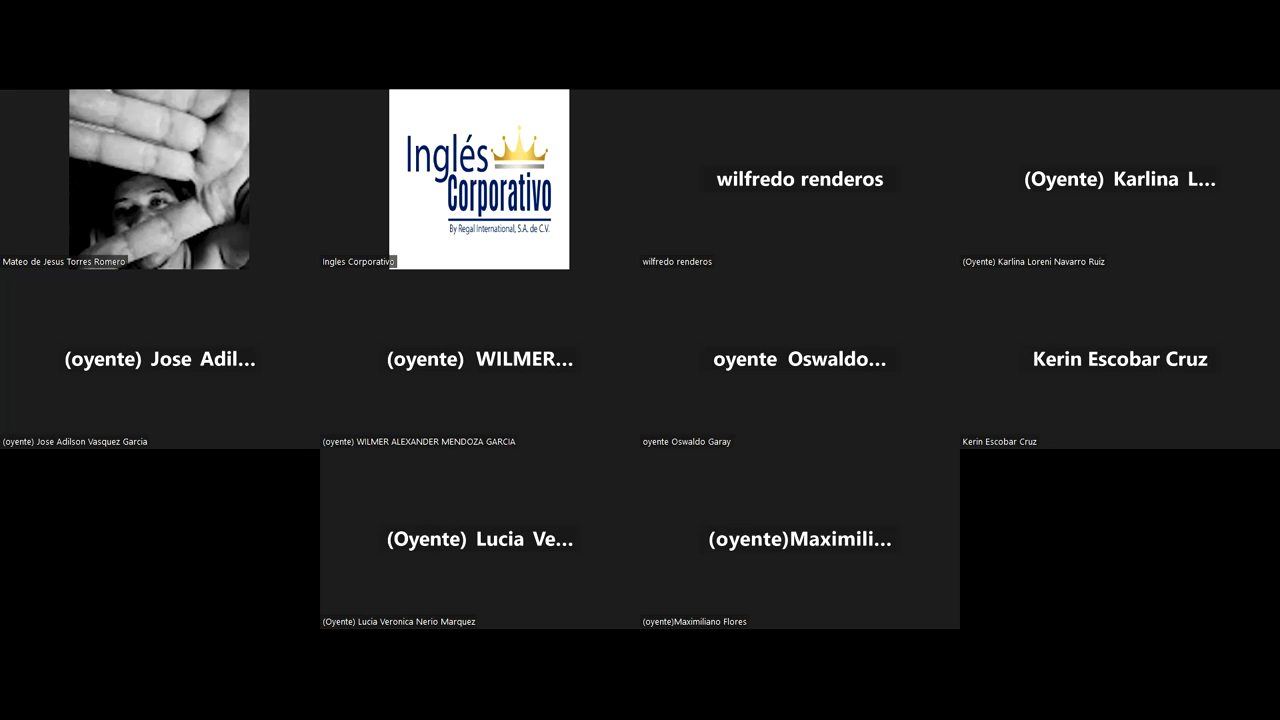 Inglés
Corporativo
By Regal International, S.A. de C.V.
wilfredo renderos
(Oyente) Karlina L...
Mateo de Jesus Torres Romero
Ingles Corporativo
wilfredo renderos
(Oyente) Karlina Loreni Navarro Ruiz
(oyente) Jose Adil...
(oyente) WILMER...
oyente Oswaldo...
Kerin Escobar Cruz
(oyente) Jose Adilson Vasquez Garcia
(oyente) WILMER ALEXANDER MENDOZA GARCIA
oyente Oswaldo Garay
Kerin Escobar Cruz
(Oyente) Lucia Ve...
(oyente)Maximili...
(Oyente) Lucia Veronica Nerio Marquez
(oyente)Maximiliano Flores